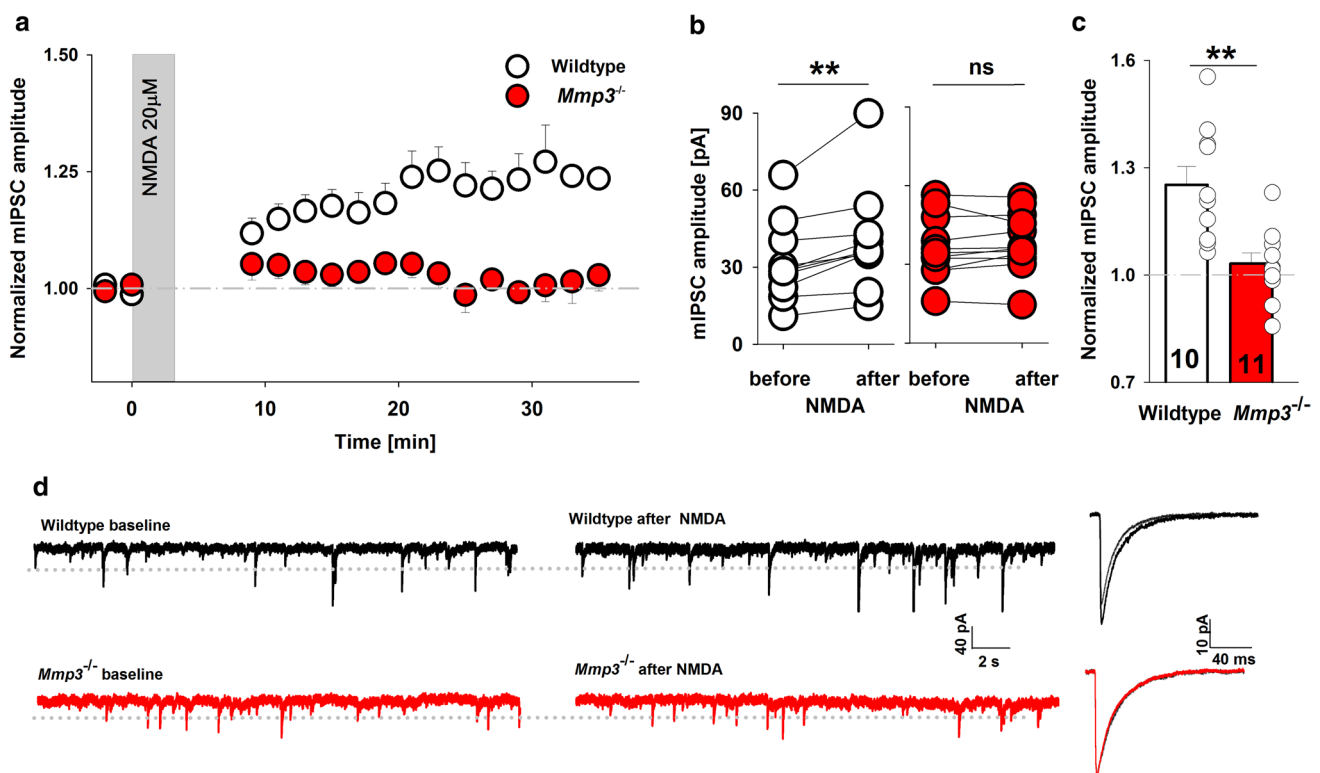 a
Normalized mIPSC amplitude
1.50
1.25
1.00
NMDA 20µM
Wildtype
Mmp3-/-
0
10
20
30
Time [min]
b
mIPSC amplitude [pA]
90
60
30
0
**
ns
before
after
NMDA
before
after
NMDA
c
Normalized mIPSC amplitude
1.6
1.3
1.0
0.7
**
10
11
Wildtype
Mmp3-/-
d
Wildtype baseline
Wildtype after NMDA
40 pA
2 s
10 pA
40 ms
Mmp3-/- baseline
Mmp3-/- after NMDA